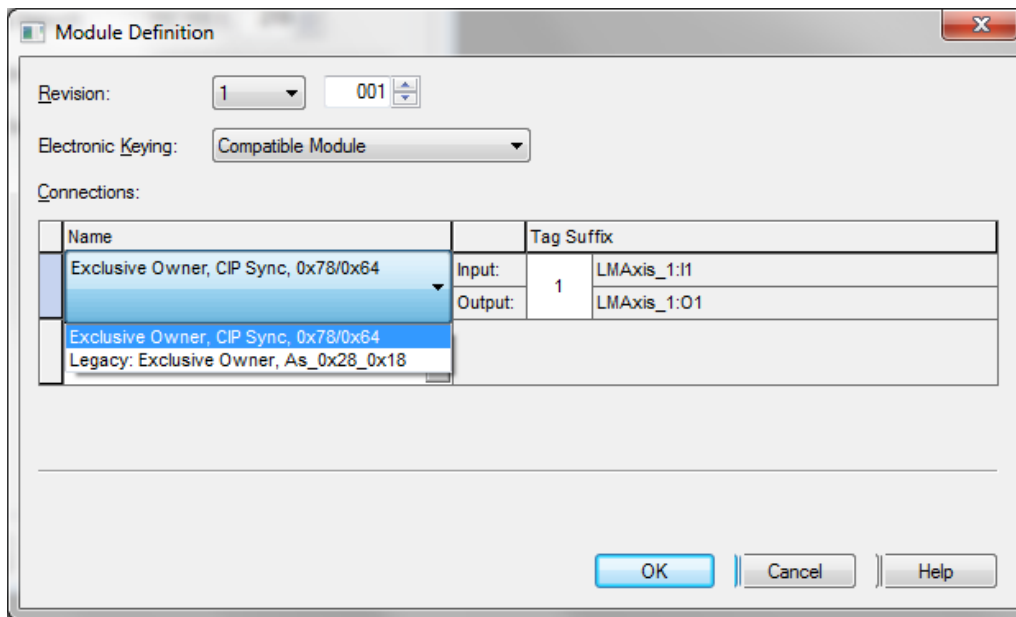 Module Definition
Revision: 1 001
Electronic Keying: Compatible Module
Connections:
Name Tag Suffix
Exclusive Owner, CIP Sync, 0x78/0x64 Input: 1 LMAxis_1:I1
Output: LMAxis_1:O1
Exclusive Owner, CIP Sync, 0x78/0x64
Legacy: Exclusive Owner, As_0x28_0x18
OK Cancel Help